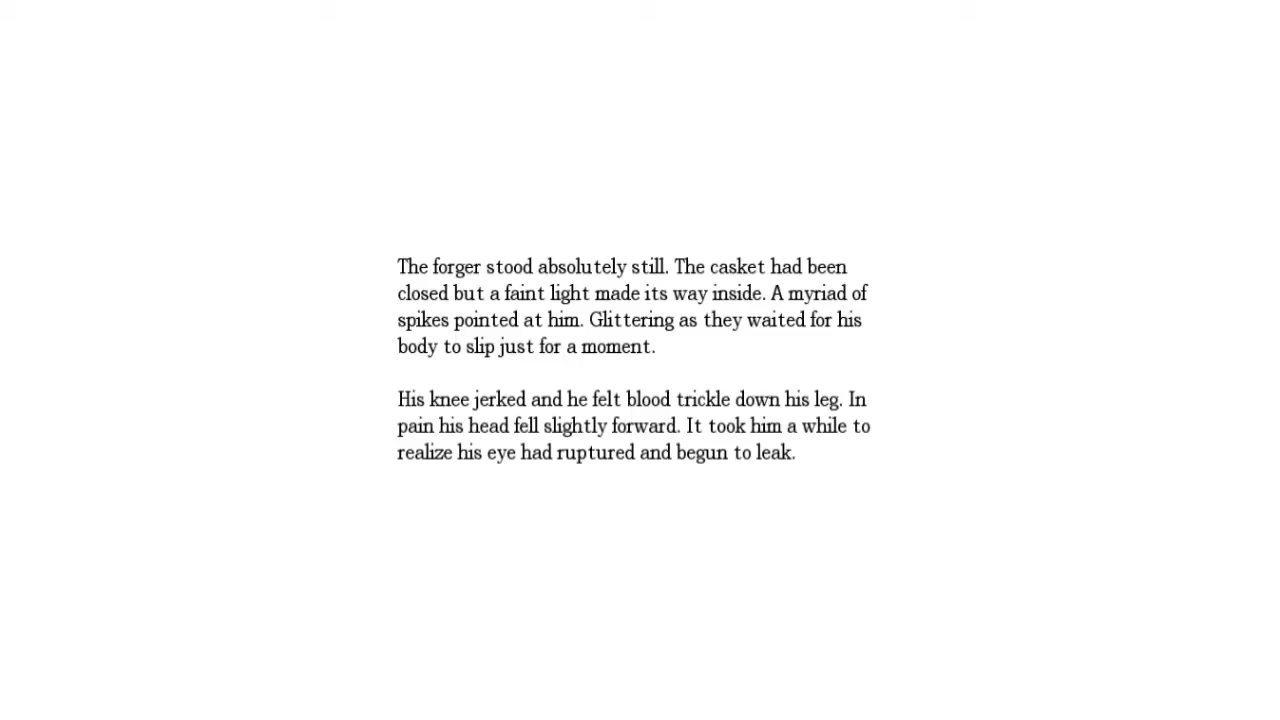 The forger stood absolutely still. The casket had been
closed but a faint light made its way inside. A myriad of
spikes pointed at him. Glittering as they waited for his
body to slip just for a moment.
His knee jerked and he felt blood trickle down his leg. In
pain his head fell slightly forward. It took him a while to
realize his eye had ruptured and begun to leak.